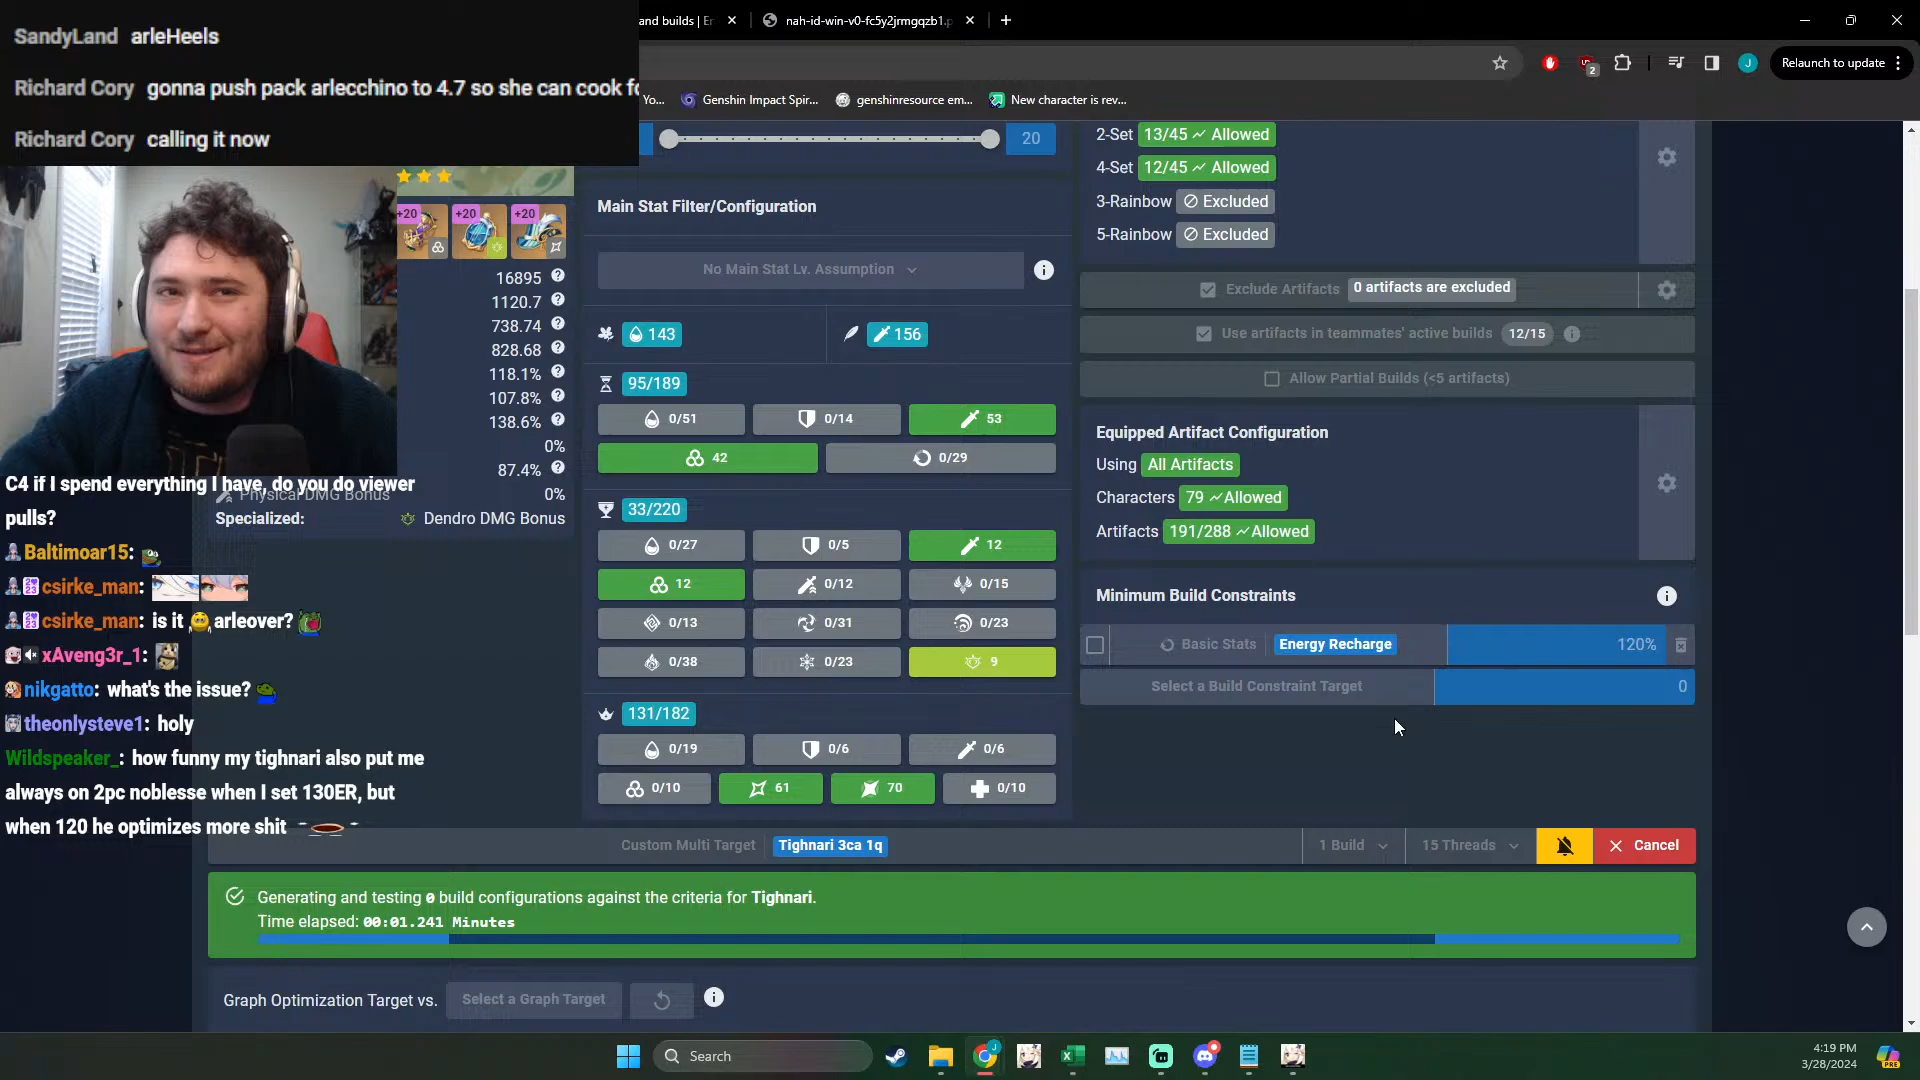 SandyLand arleHeels
Richard Cory gonna push pack arlecchino to 4.7 so she can cook fo
Richard Cory calling it now
and builds | En
nah-id-win-v0-fc5y2jrmgqzb1.p
Relaunch to update
2
J
Yo...
Genshin Impact Spir...
genshinresource em...
New character is rev...
20
2-Set 13/45 Allowed
4-Set 12/45 Allowed
3-Rainbow Excluded
5-Rainbow Excluded
Main Stat Filter/Configuration
No Main Stat Lv. Assumption
Exclude Artifacts 0 artifacts are excluded
Use artifacts in teammates' active builds 12/15
Allow Partial Builds (<5 artifacts)
+20 +20 +20
16895
1120.7
738.74
828.68
118.1%
107.8%
138.6%
0%
87.4%
0%
Physical DMG Bonus
Specialized: Dendro DMG Bonus
143 156
95/189
0/51 0/14 53
42 0/29
33/220
0/27 0/5 12
12 0/12 0/15
0/13 0/31 0/23
0/38 0/23 9
131/182
0/19 0/6 0/6
0/10 61 70 0/10
Equipped Artifact Configuration
Using All Artifacts
Characters 79 Allowed
Artifacts 191/288 Allowed
Minimum Build Constraints
Basic Stats Energy Recharge 120%
Select a Build Constraint Target 0
C4 if I spend everything I have, do you do viewer
pulls?
Baltimoar15:
csirke_man:
csirke_man: is it arleover?
xAveng3r_1:
nikgatto: what's the issue?
theonlysteve1: holy
Wildspeaker_: how funny my tighnari also put me
always on 2pc noblesse when I set 130ER, but
when 120 he optimizes more shit
Custom Multi Target Tighnari 3ca 1q 1 Build 15 Threads Cancel
Generating and testing 0 build configurations against the criteria for Tighnari.
Time elapsed: 00:01.241 Minutes
Graph Optimization Target vs. Select a Graph Target
Search
4:19 PM
3/28/2024